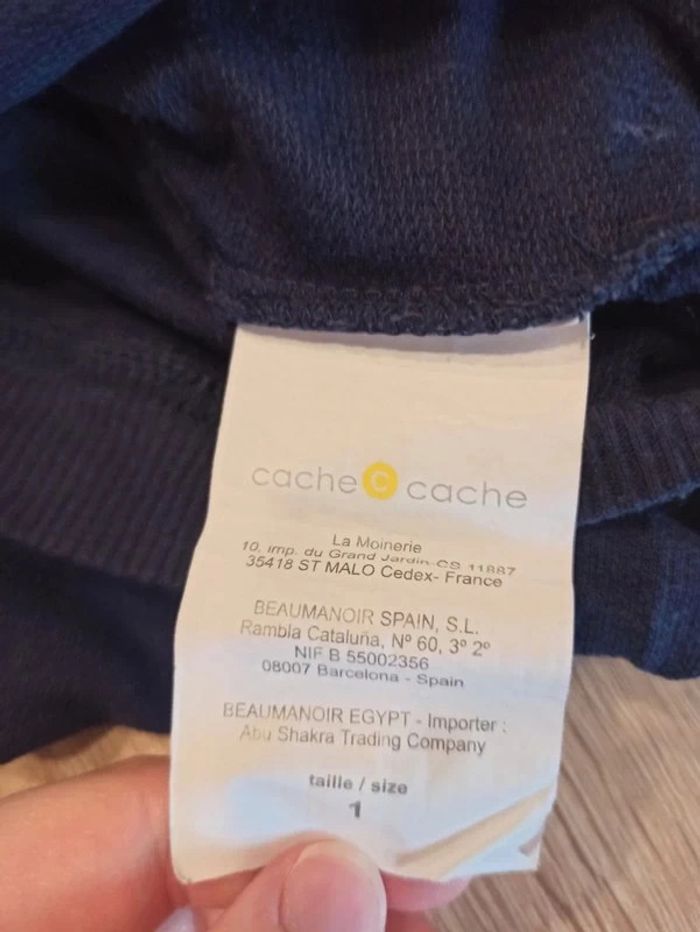 cache c cache
La Moinerie
10, imp. du Grand Jardin-CS 11887
35418 ST MALO Cedex- France
BEAUMANOIR SPAIN, S.L.
Rambla Cataluña, Nº 60, 3º 2º
NIF B 55002356
08007 Barcelona - Spain
BEAUMANOIR EGYPT - Importer :
Abu Shakra Trading Company
taille / size
1